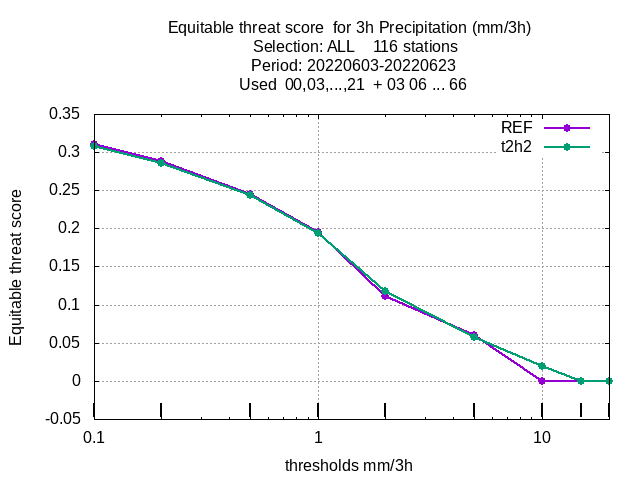 Equitable threat score  for 3h Precipitation (mm/3h)
Selection: ALL    116 stations
Period: 20220603-20220623
Used  00,03,...,21  + 03 06 ... 66
0.35
0.3
0.25
0.2
0.15
0.1
0.05
0
-0.05
Equitable threat score
REF
t2h2
0.1
1
10
thresholds mm/3h